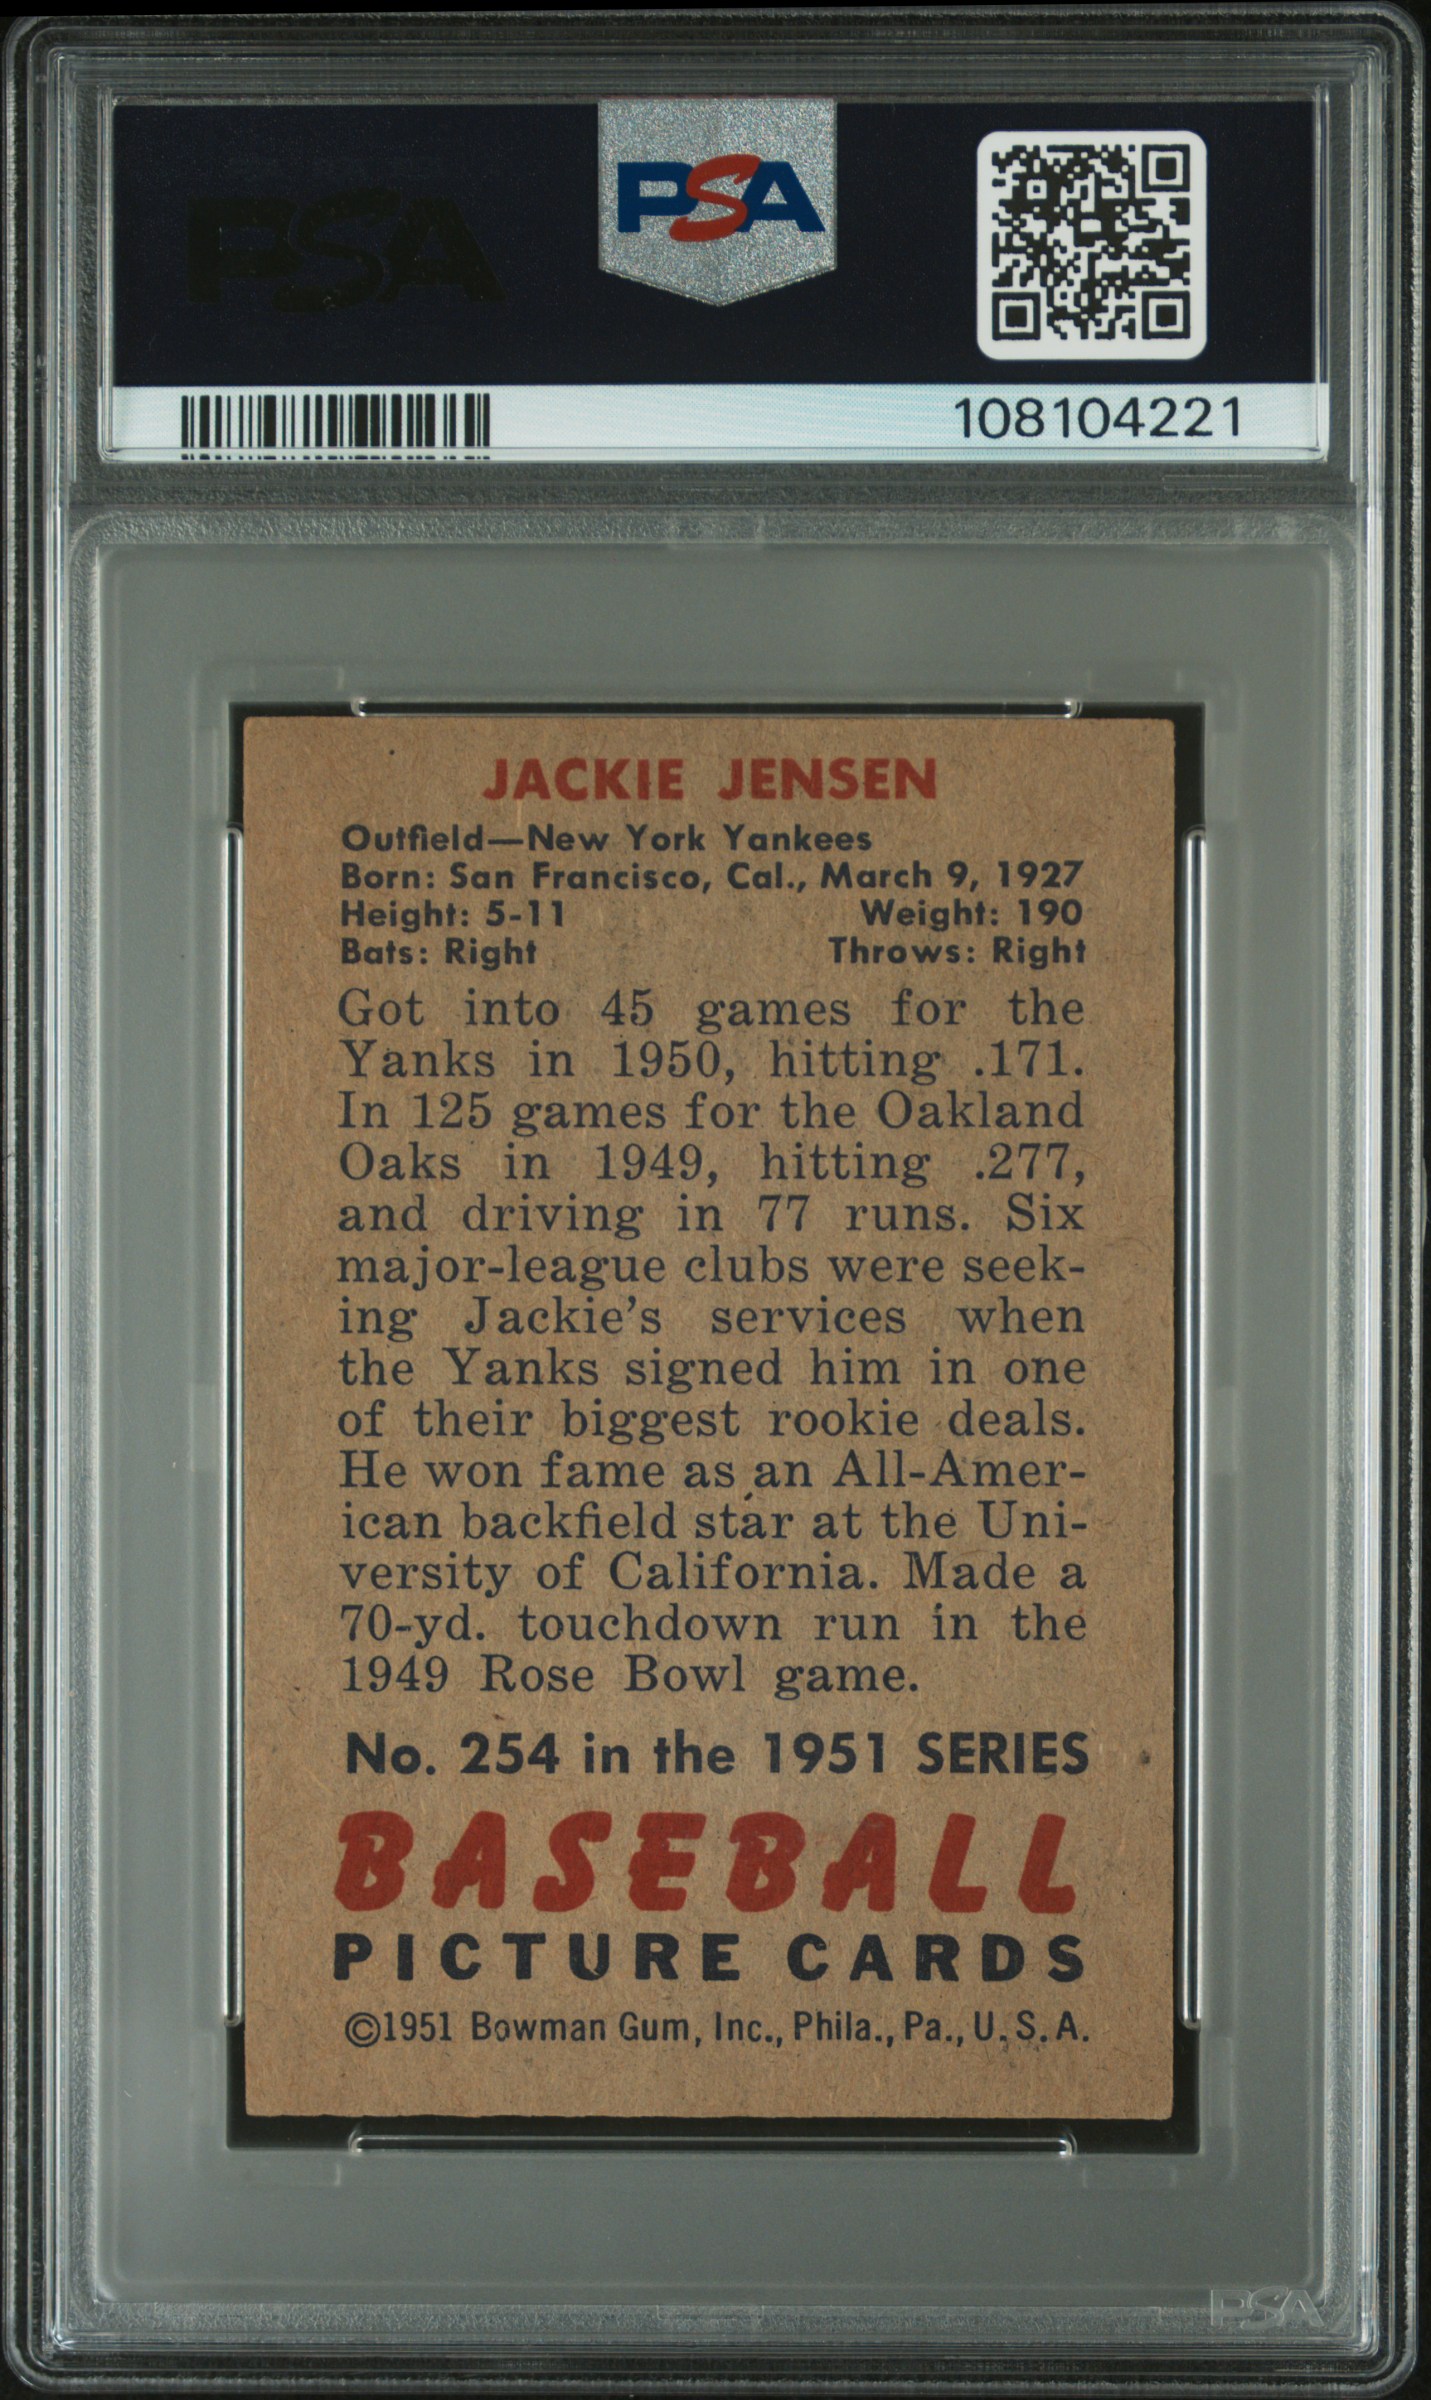 PSA
PSA
108104221
JACKIE JENSEN
Outfield—New York Yankees
Born: San Francisco, Cal., March 9, 1927
Height: 5-11 Weight: 190
Bats: Right Throws: Right
Got into 45 games for the
Yanks in 1950, hitting .171.
In 125 games for the Oakland
Oaks in 1949, hitting .277,
and driving in 77 runs. Six
major-league clubs were seek-
ing Jackie's services when
the Yanks signed him in one
of their biggest rookie deals.
He won fame as an All-Amer-
ican backfield star at the Uni-
versity of California. Made a
70-yd. touchdown run in the
1949 Rose Bowl game.
No. 254 in the 1951 SERIES
BASEBALL
PICTURE CARDS
©1951 Bowman Gum, Inc., Phila., Pa., U.S.A.
PSA